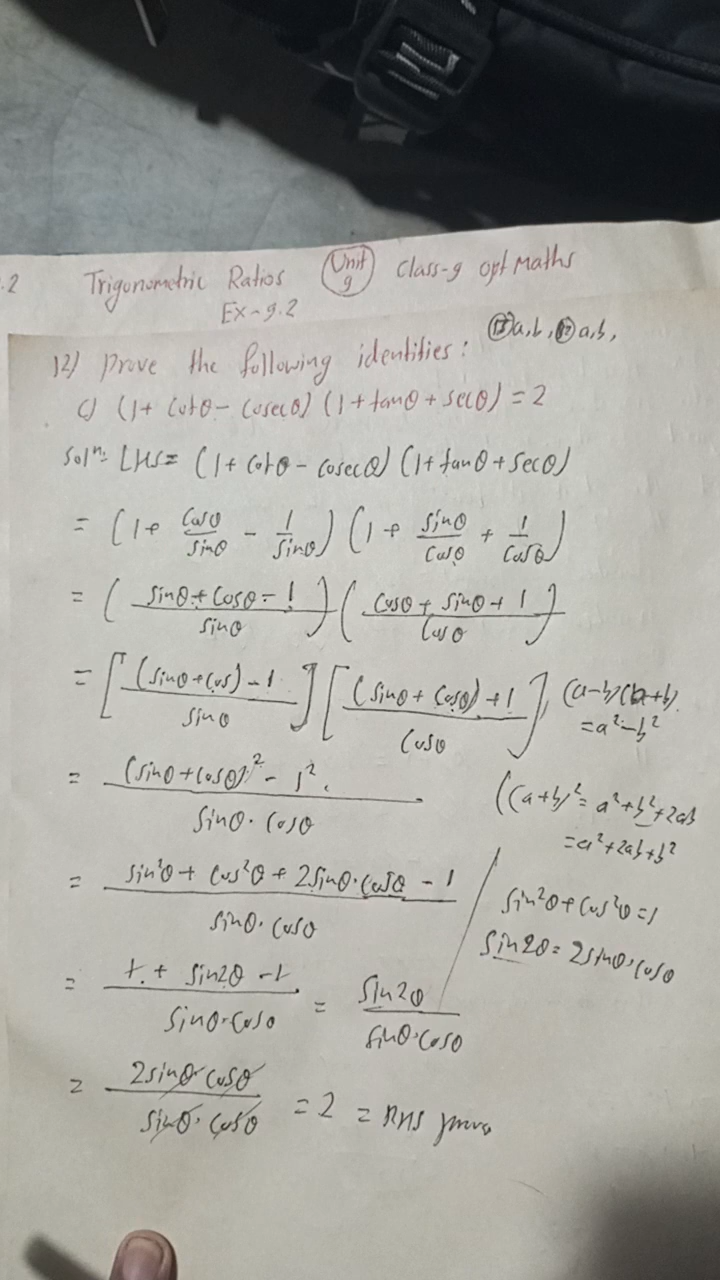 .2 Trigonometric Ratios Unit 9 Class-9 opt Maths
Ex-9.2
a,b, a,b,
12) Prove the following identities:
c) (1+ cotθ - cosecθ) (1+tanθ+secθ) = 2
Solⁿ: LHS= (1+cotθ - cosecθ) (1+tanθ+secθ)
= (1+ cosθ/sinθ - 1/sinθ) (1+ sinθ/cosθ + 1/cosθ)
= ((sinθ+cosθ-1)/sinθ) ((cosθ+sinθ+1)/cosθ)
= [((sinθ+cos)-1)/sinθ] [((sinθ+cosθ)+1)/cosθ], (a-b)(a+b)
=a²-b²
= ((sinθ+cosθ)² - 1²)/(sinθ·cosθ)
((a+b)²= a²+b²+2ab
=a²+2ab+b²
= (sin²θ+cos²θ+2sinθ·cosθ-1)/(sinθ·cosθ)
sin²θ+cos²θ=1
sin2θ=2sinθ·cosθ
= (1+sin2θ-1)/(sinθ·cosθ) = sin2θ/(sinθ·cosθ)
= (2sinθ·cosθ)/(sinθ·cosθ) = 2 = RHS